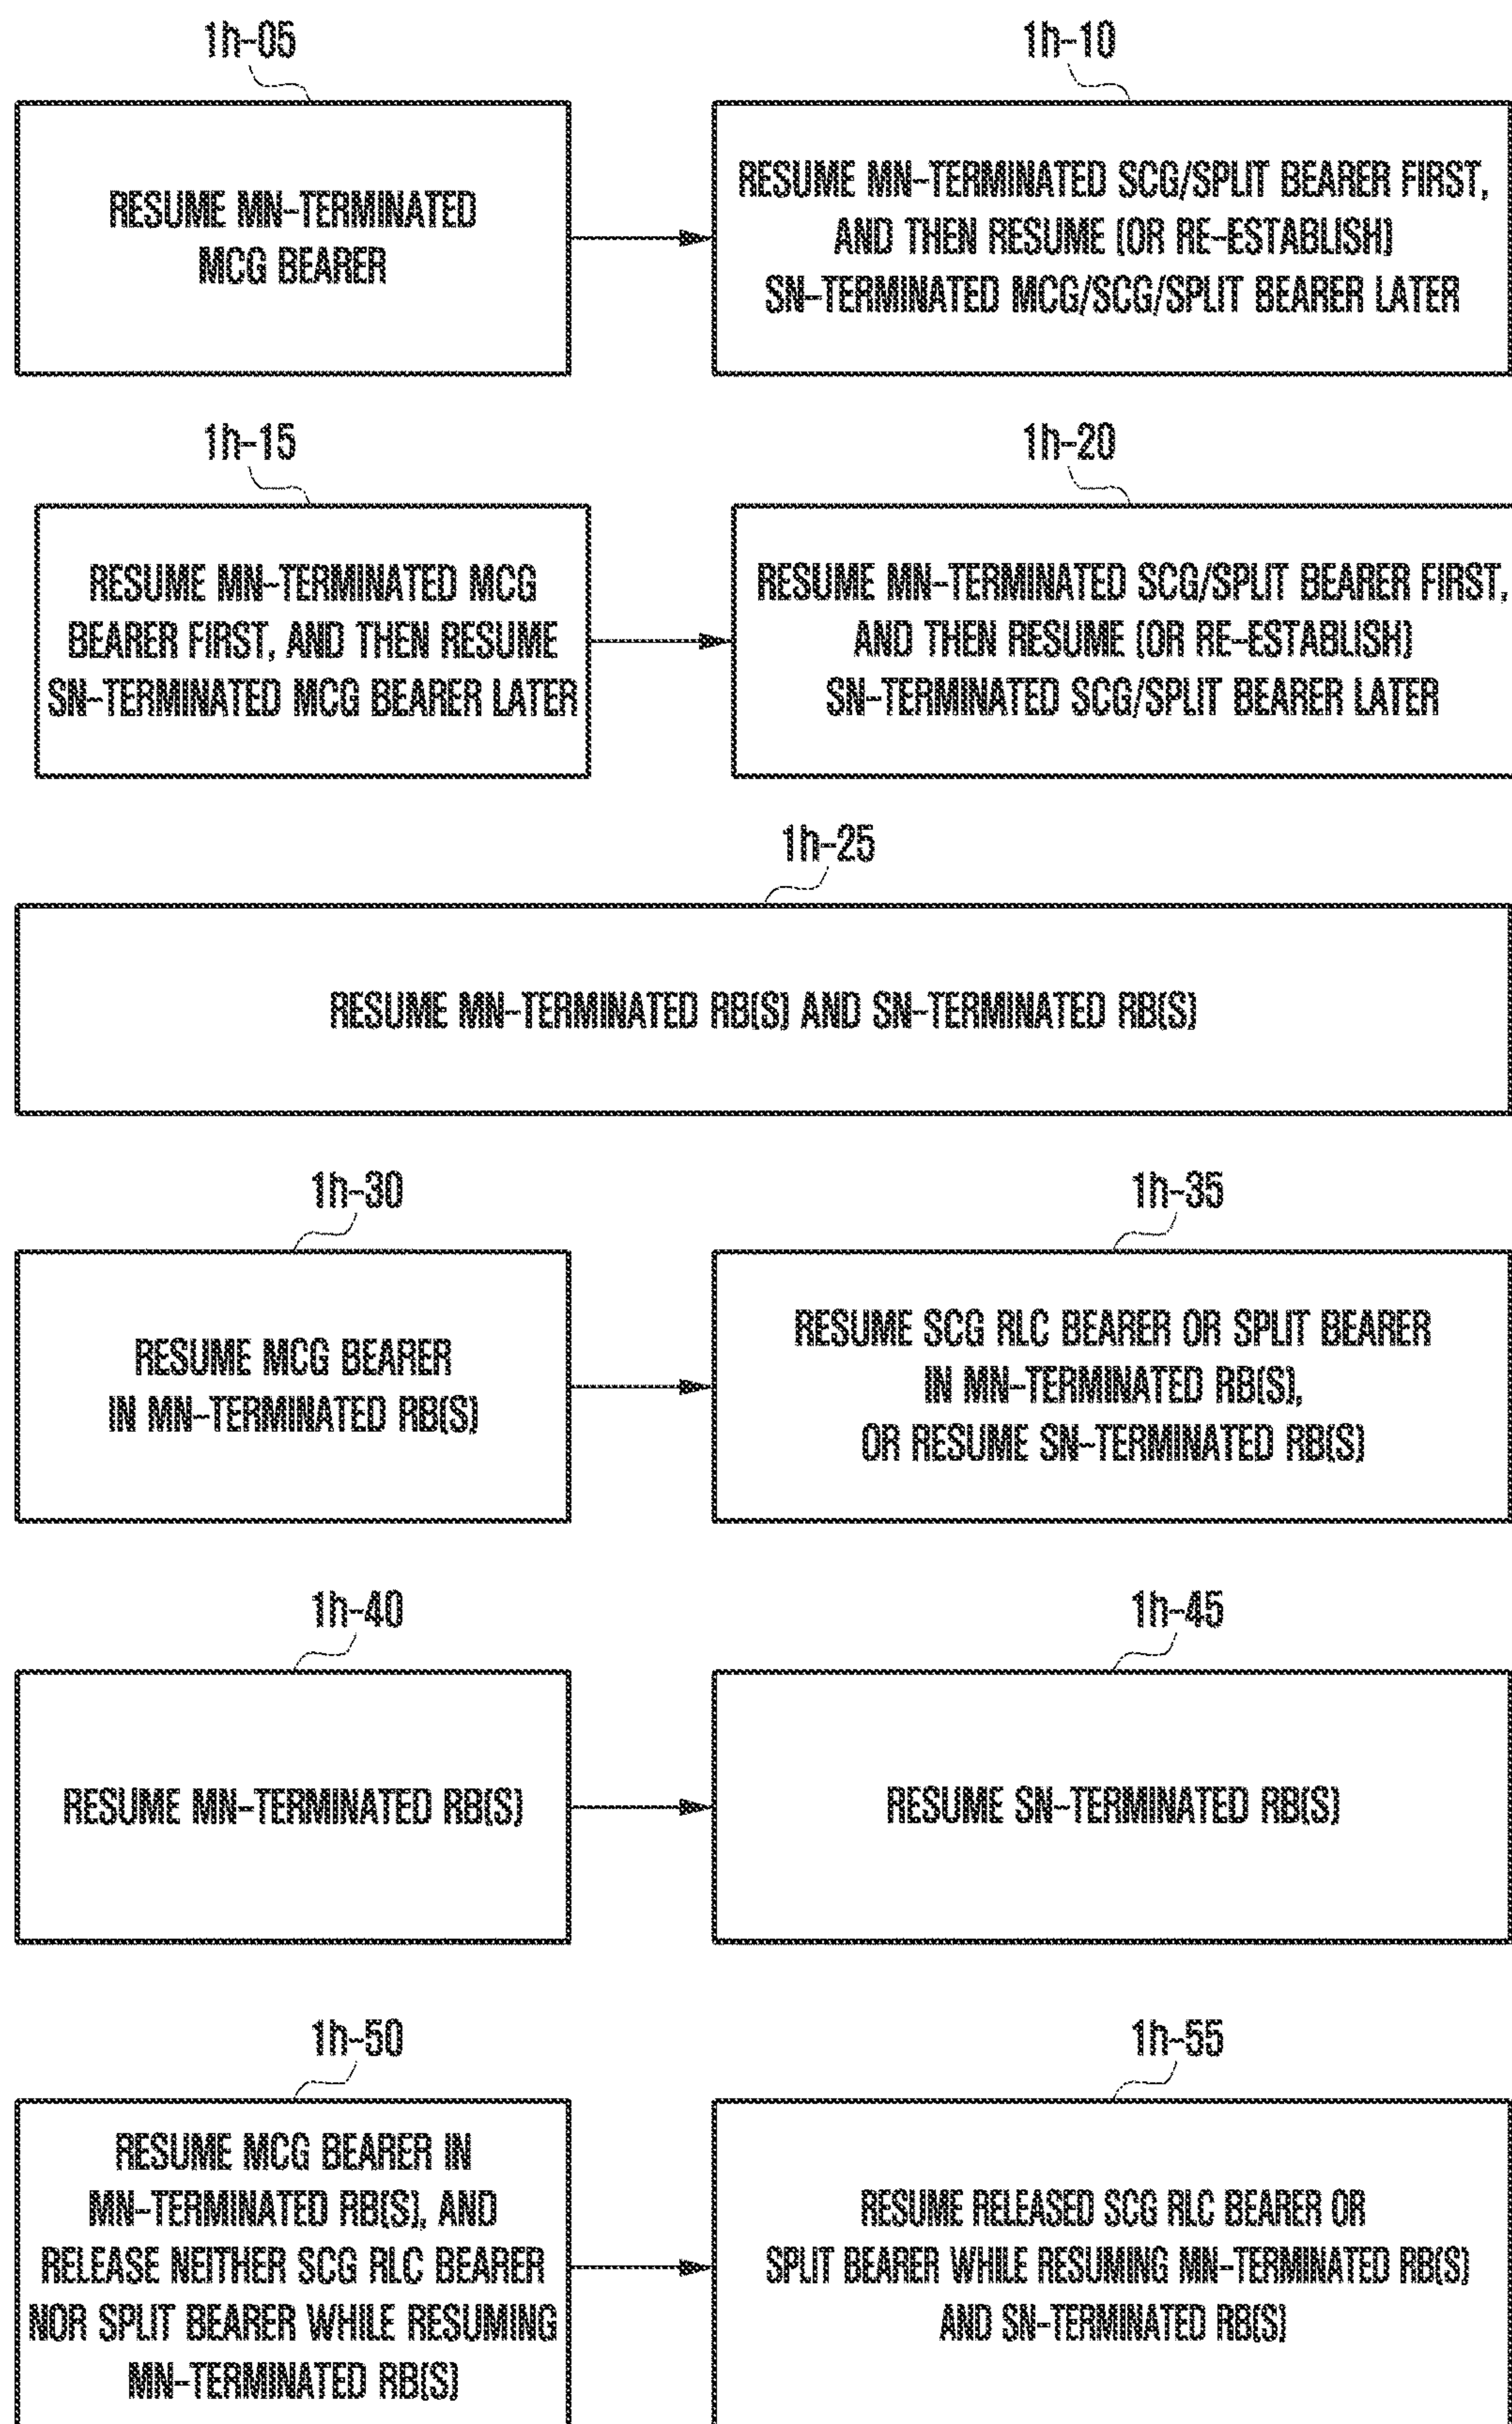 1h-05
1h-10
RESUME MN-TERMINATED
MCG BEARER
RESUME MN-TERMINATED SCG/SPLIT BEARER FIRST,
AND THEN RESUME (OR RE-ESTABLISH)
SN-TERMINATED MCG/SCG/SPLIT BEARER LATER
1h-15
1h-20
RESUME MN-TERMINATED MCG
BEARER FIRST, AND THEN RESUME
SN-TERMINATED MCG BEARER LATER
RESUME MN-TERMINATED SCG/SPLIT BEARER FIRST,
AND THEN RESUME (OR RE-ESTABLISH)
SN-TERMINATED SCG/SPLIT BEARER LATER
1h-25
RESUME MN-TERMINATED RB(S) AND SN-TERMINATED RB(S)
1h-30
1h-35
RESUME MCG BEARER
IN MN-TERMINATED RB(S)
RESUME SCG RLC BEARER OR SPLIT BEARER
IN MN-TERMINATED RB(S),
OR RESUME SN-TERMINATED RB(S)
1h-40
1h-45
RESUME MN-TERMINATED RB(S)
RESUME SN-TERMINATED RB(S)
1h-50
1h-55
RESUME MCG BEARER IN
MN-TERMINATED RB(S), AND
RELEASE NEITHER SCG RLC BEARER
NOR SPLIT BEARER WHILE RESUMING
MN-TERMINATED RB(S)
RESUME RELEASED SCG RLC BEARER OR
SPLIT BEARER WHILE RESUMING MN-TERMINATED RB(S)
AND SN-TERMINATED RB(S)